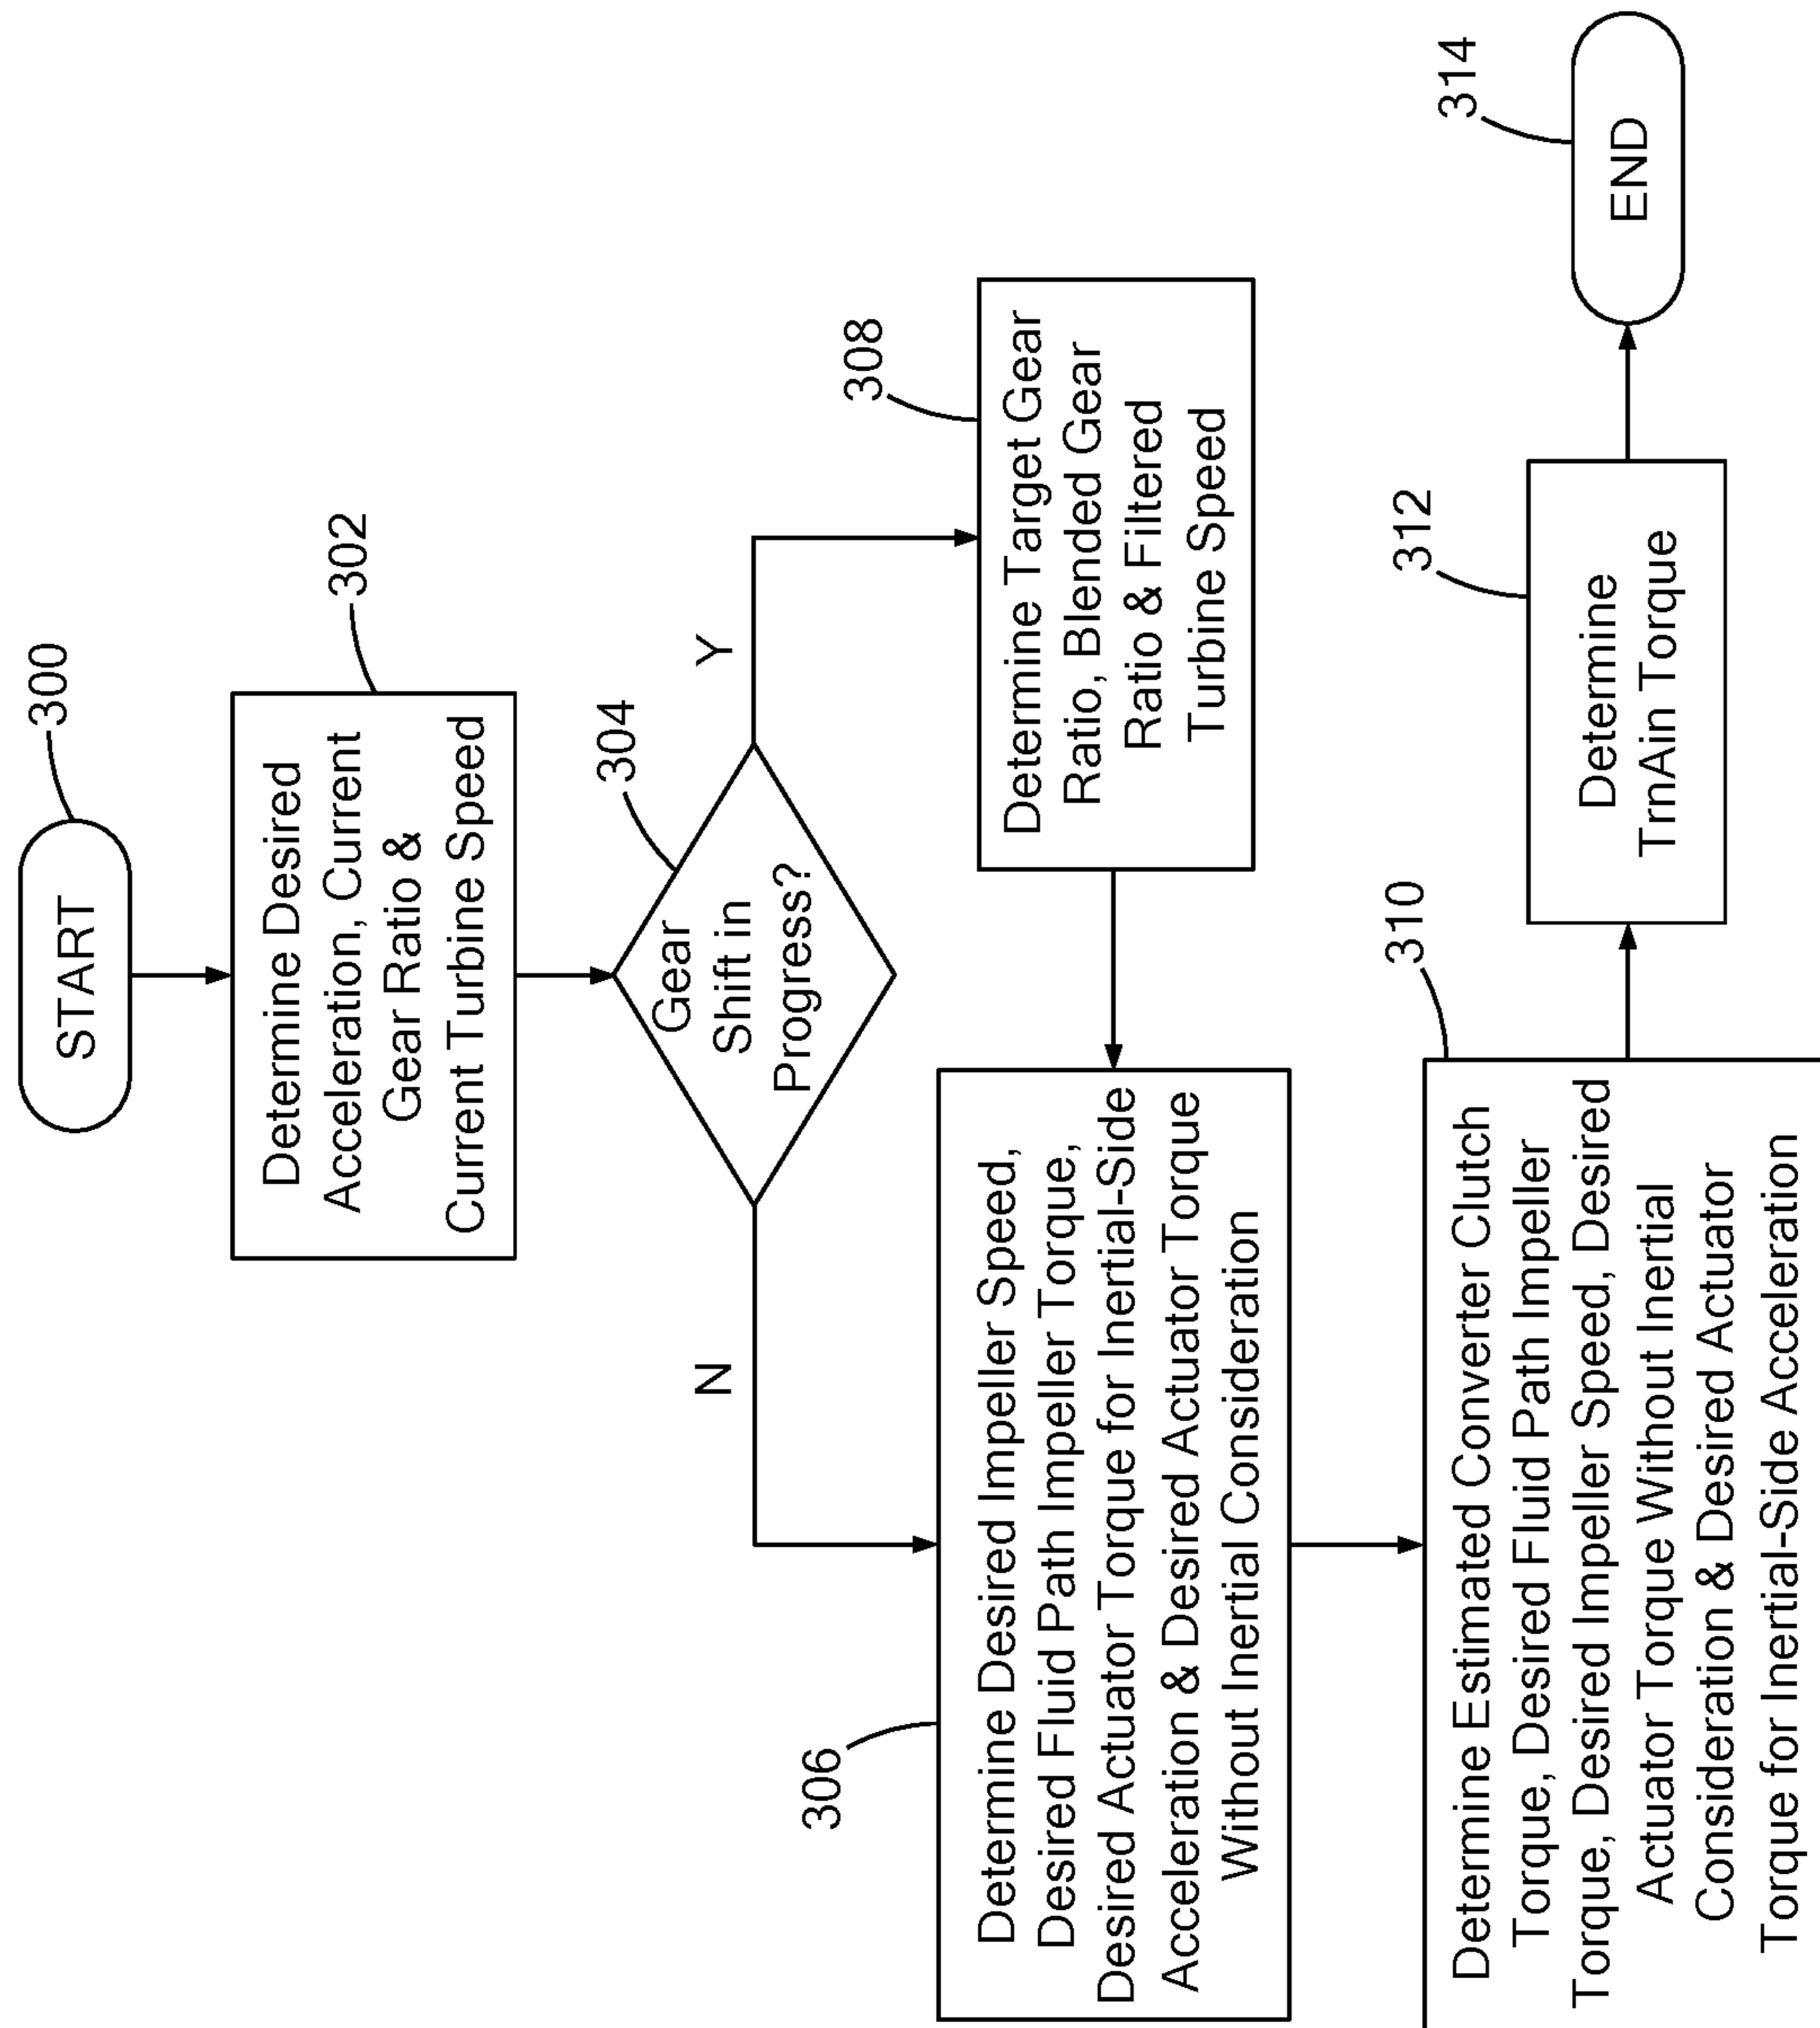 START
300
Determine Desired
Acceleration, Current
Gear Ratio &
Current Turbine Speed
302
Gear
Shift in
Progress?
304
N
Y
Determine Desired Impeller Speed,
Desired Fluid Path Impeller Torque,
Desired Actuator Torque for Inertial-Side
Acceleration & Desired Actuator Torque
Without Inertial Consideration
306
Determine Target Gear
Ratio, Blended Gear
Ratio & Filtered
Turbine Speed
308
Determine Estimated Converter Clutch
Torque, Desired Fluid Path Impeller
Torque, Desired Impeller Speed, Desired
Actuator Torque Without Inertial
Consideration & Desired Actuator
Torque for Inertial-Side Acceleration
310
Determine
TrnAin Torque
312
END
314